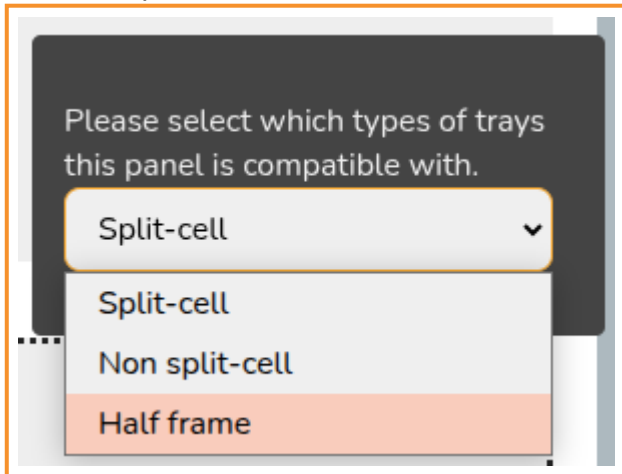 Please select which types of trays
this panel is compatible with.
Split-cell
Split-cell
Non split-cell
Half frame